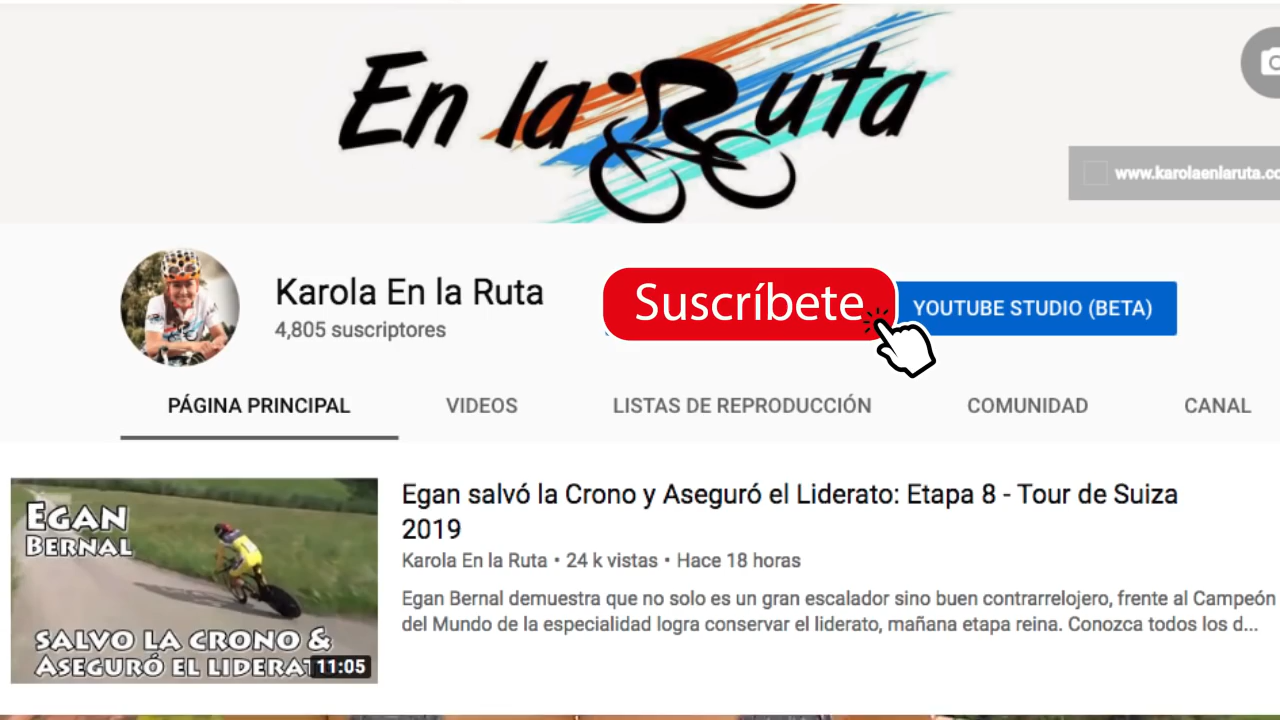 En la Ruta
www.karolaenlaruta.co
Karola En la Ruta
4,805 suscriptores
Suscríbete
YOUTUBE STUDIO (BETA)
PÁGINA PRINCIPAL
VIDEOS
LISTAS DE REPRODUCCIÓN
COMUNIDAD
CANAL
EGAN
BERNAL
SALVO LA CRONO &
ASEGURÓ EL LIDERAT
11:05
Egan salvó la Crono y Aseguró el Liderato: Etapa 8 - Tour de Suiza
2019
Karola En la Ruta • 24 k vistas • Hace 18 horas
Egan Bernal demuestra que no solo es un gran escalador sino buen contrarrelojero, frente al Campeón
del Mundo de la especialidad logra conservar el liderato, mañana etapa reina. Conozca todos los d...